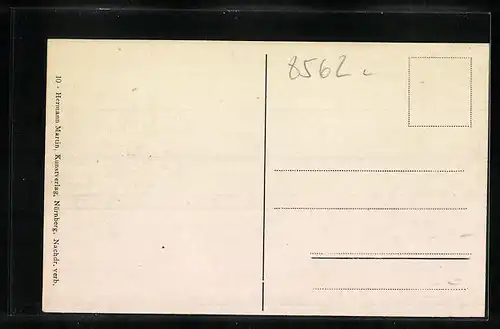 8562
10 - Hermann Martin, Kunstverlag, Nürnberg, Nachdr. verb.